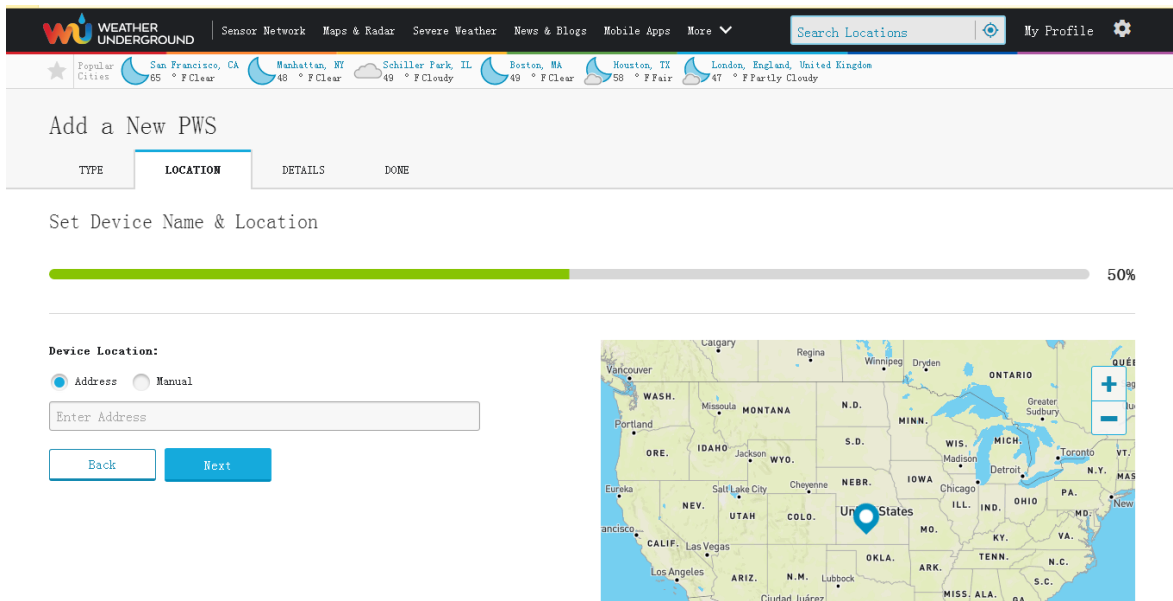 WEATHER
UNDERGROUND
Sensor Network Maps & Radar Severe Weather News & Blogs Mobile Apps More Search Locations My Profile
Popular Cities
San Francisco, CA
65 °F Clear
Manhattan, NY
48 °F Clear
Schiller Park, IL
49 °F Cloudy
Boston, MA
49 °F Clear
Houston, TX
58 °F Fair
London, England, United Kingdom
47 °F Partly Cloudy
Add a New PWS
TYPE LOCATION DETAILS DONE
Set Device Name & Location
50%
Device Location:
Address Manual
Enter Address
Back Next
Calgary
Regina
Winnipeg
Dryden
Vancouver
ONTARIO
+
WASH.
Missoula
MONTANA
N.D.
MINN.
Greater
Sudbury
−
Portland
ORE.
IDAHO
Jackson
WYO.
S.D.
WIS.
Madison
MICH.
Detroit
Toronto
VT.
N.Y.
Eureka
Salt Lake City
Cheyenne
NEBR.
IOWA
Chicago
PA.
NEV.
UTAH
COLO.
ILL.
IND.
OHIO
MD.
New
MO.
KY.
VA.
CALIF.
Las Vegas
OKLA.
TENN.
N.C.
Los Angeles
ARIZ.
N.M.
Lubbock
ARK.
S.C.
Ciudad Juárez
MISS.
ALA.
GA.